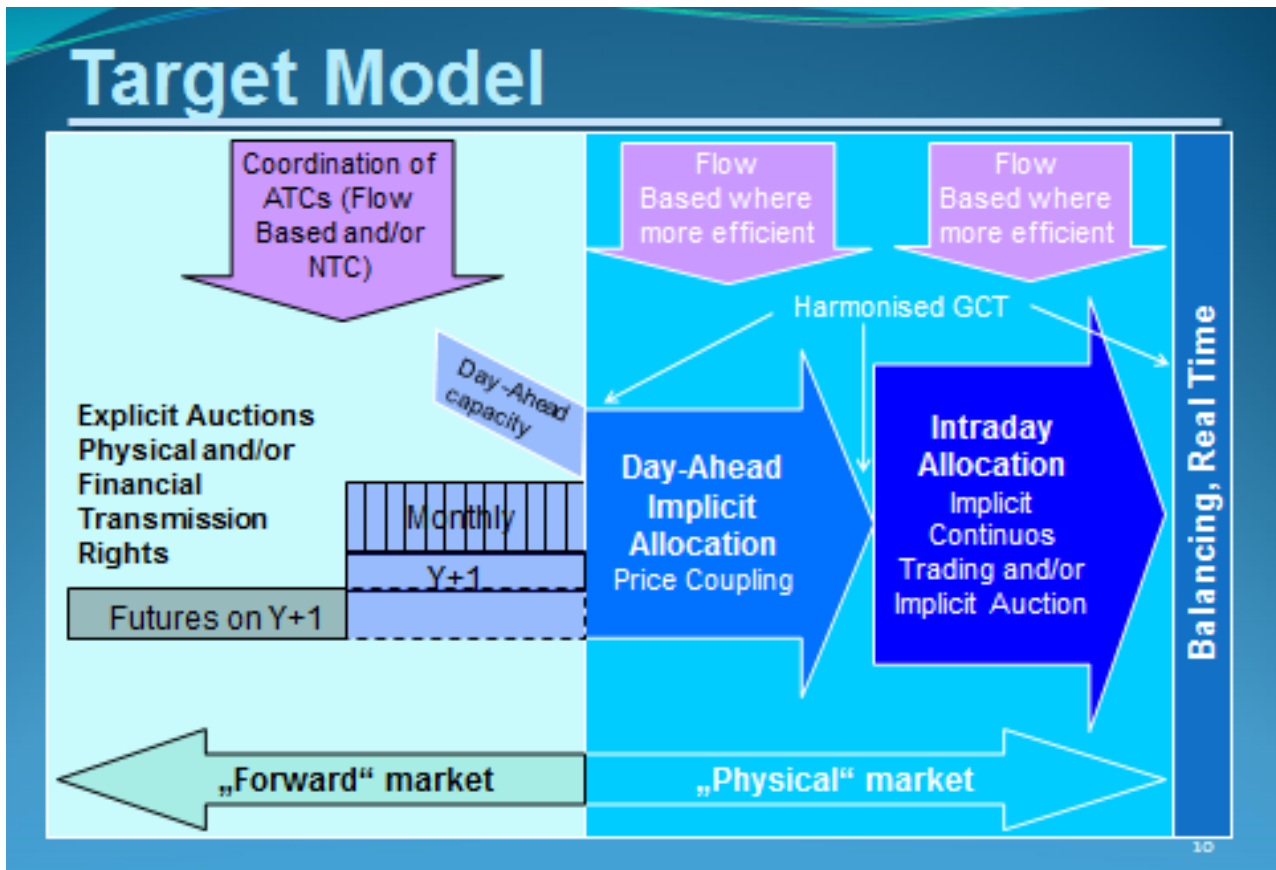 Target Model
Coordination of
ATCs (Flow
Based and/or
NTC)
Flow
Based where
more efficient
Flow
Based where
more efficient
Harmonised GCT
Day-Ahead
capacity
Explicit Auctions
Physical and/or
Financial
Transmission
Rights
Monthly
Y+1
Futures on Y+1
Day-Ahead
Implicit
Allocation
Price Coupling
Intraday
Allocation
Implicit
Continuos
Trading and/or
Implicit Auction
Balancing, Real Time
„Forward“ market
„Physical“ market
10